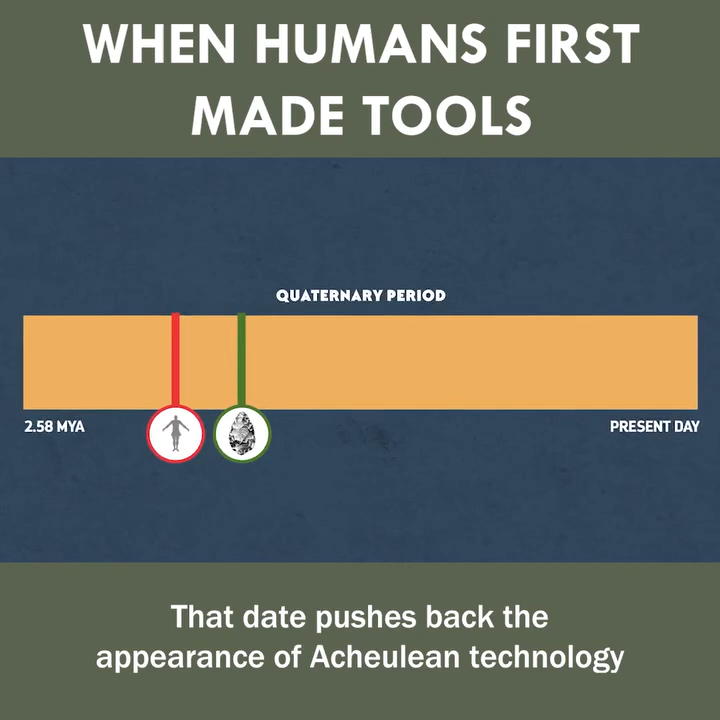 WHEN HUMANS FIRST
MADE TOOLS
QUATERNARY PERIOD
2.58 MYA
PRESENT DAY
That date pushes back the
appearance of Acheulean technology